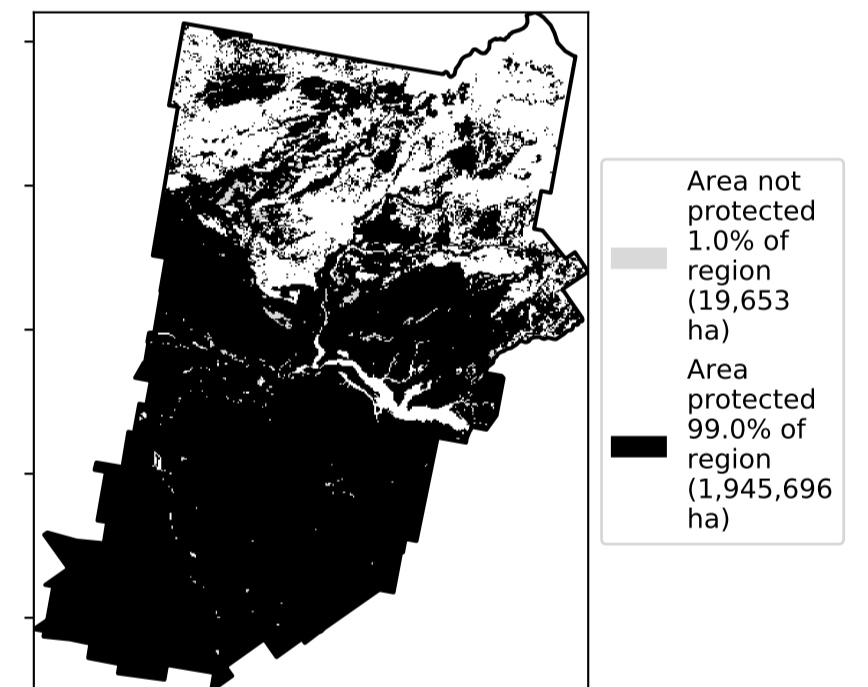 Area not
protected
1.0% of
region
(19,653
ha)
Area
protected
99.0% of
region
(1,945,696
ha)